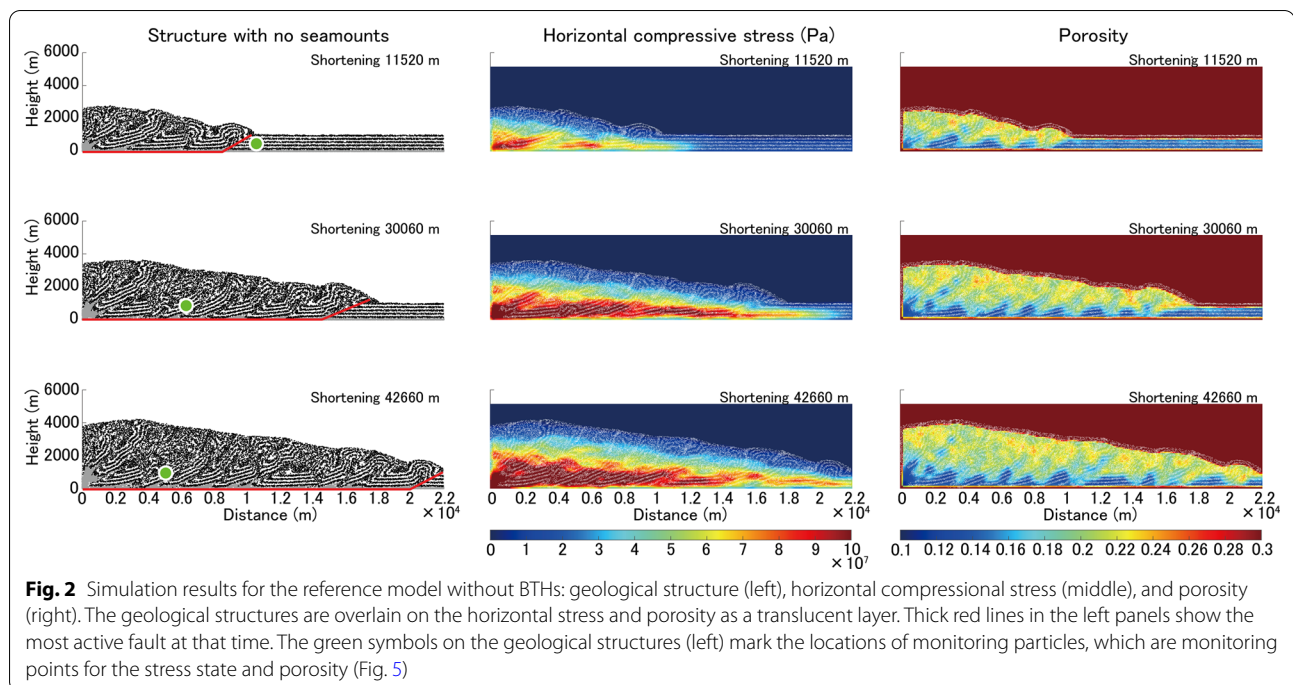 Structure with no seamounts
Horizontal compressive stress (Pa)
Porosity
Height (m)
6000
4000
2000
0
Shortening 11520 m
Shortening 11520 m
Shortening 11520 m
Height (m)
6000
4000
2000
0
Shortening 30060 m
Shortening 30060 m
Shortening 30060 m
Height (m)
6000
4000
2000
0
Shortening 42660 m
Shortening 42660 m
Shortening 42660 m
0 0.2 0.4 0.6 0.8 1.0 1.2 1.4 1.6 1.8 2.0 2.2
Distance (m)
× 10⁴
0 0.2 0.4 0.6 0.8 1.0 1.2 1.4 1.6 1.8 2.0 2.2
Distance (m)
× 10⁴
0 0.2 0.4 0.6 0.8 1.0 1.2 1.4 1.6 1.8 2.0 2.2
Distance (m)
× 10⁴
0 1 2 3 4 5 6 7 8 9 10
× 10⁷
0.1 0.12 0.14 0.16 0.18 0.2 0.22 0.24 0.26 0.28 0.3
Fig. 2 Simulation results for the reference model without BTHs: geological structure (left), horizontal compressional stress (middle), and porosity
(right). The geological structures are overlain on the horizontal stress and porosity as a translucent layer. Thick red lines in the left panels show the
most active fault at that time. The green symbols on the geological structures (left) mark the locations of monitoring particles, which are monitoring
points for the stress state and porosity (Fig. 5)